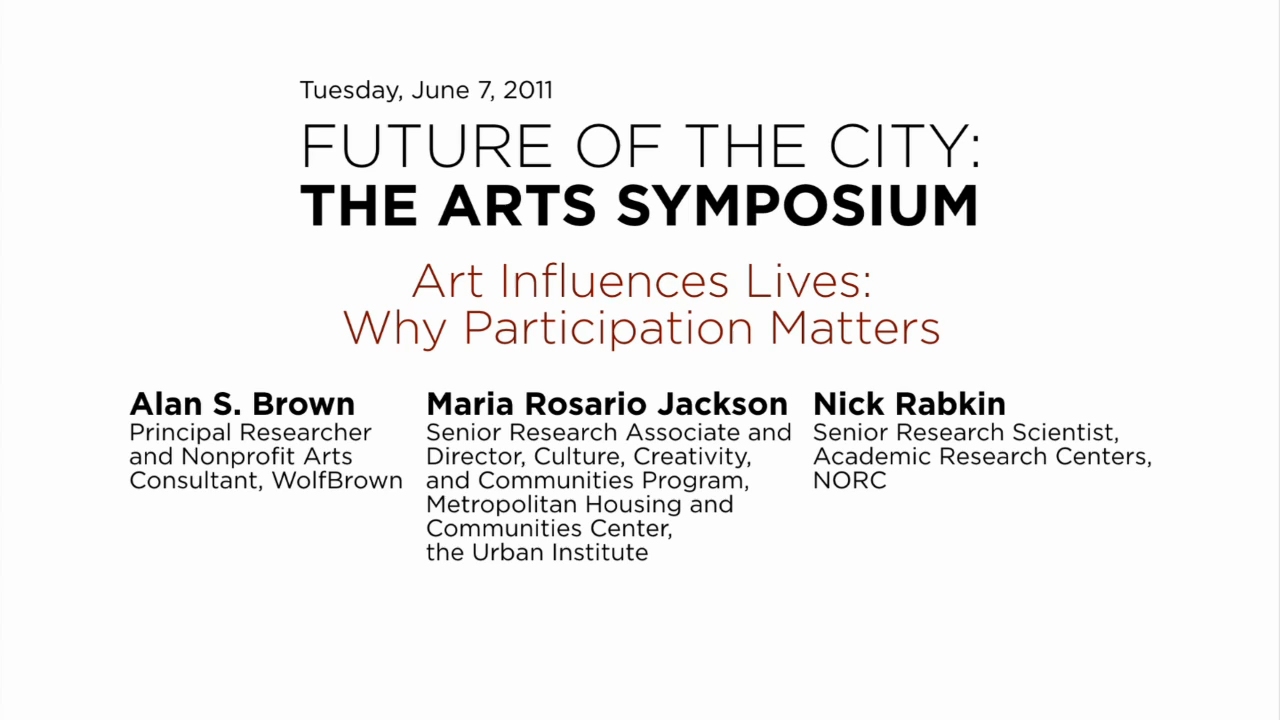 Tuesday, June 7, 2011
FUTURE OF THE CITY:
THE ARTS SYMPOSIUM
Art Influences Lives:
Why Participation Matters
Alan S. Brown
Principal Researcher
and Nonprofit Arts
Consultant, WolfBrown
Maria Rosario Jackson
Senior Research Associate and
Director, Culture, Creativity,
and Communities Program,
Metropolitan Housing and
Communities Center,
the Urban Institute
Nick Rabkin
Senior Research Scientist,
Academic Research Centers,
NORC